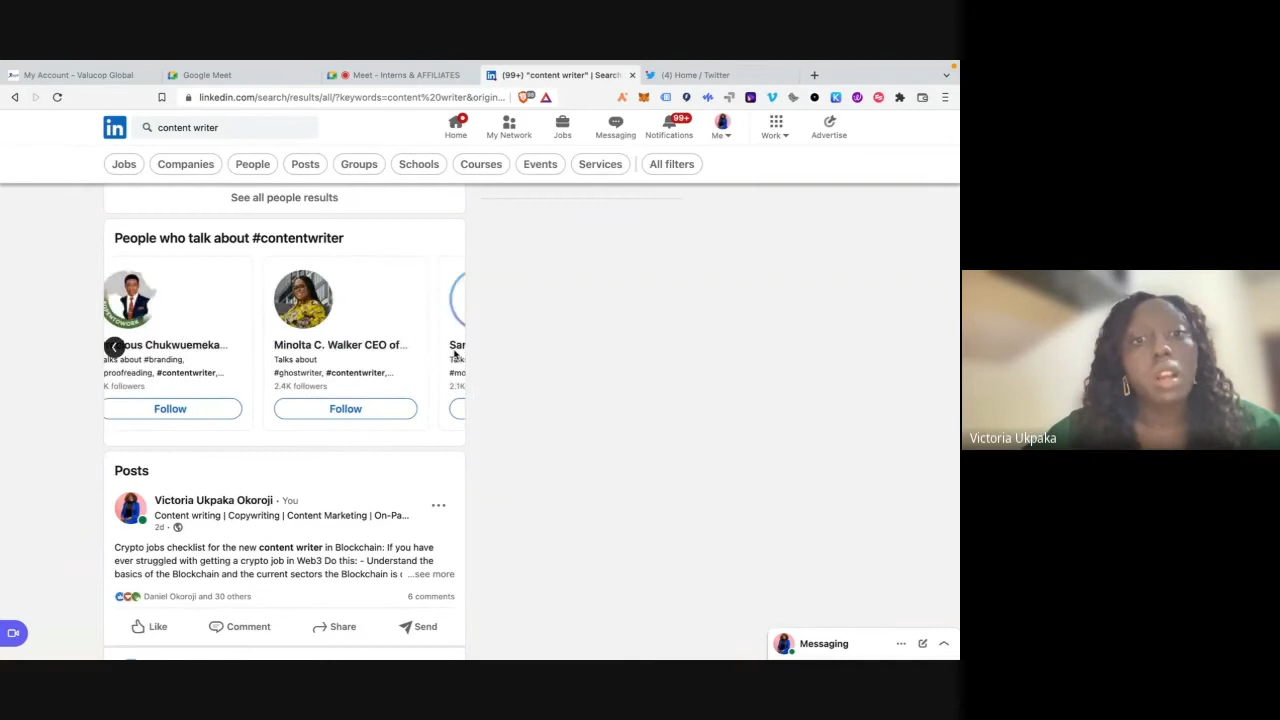 My Account - Valucop Global
Google Meet
Meet - Interns & AFFILIATES
(99+) "content writer" | Search
(4) Home / Twitter
linkedin.com/search/results/all/?keywords=content%20writer&origin...
in
content writer
Home
My Network
Jobs
Messaging
99+
Notifications
Me
Work
Advertise
Jobs
Companies
People
Posts
Groups
Schools
Courses
Events
Services
All filters
See all people results
People who talk about #contentwriter
ous Chukwuemeka...
alks about #branding,
proofreading, #contentwriter,...
K followers
Follow
Minolta C. Walker CEO of...
Talks about
#ghostwriter, #contentwriter,...
2.4K followers
Follow
Sar
Talk
#mo
2.1K
Posts
Victoria Ukpaka Okoroji • You
Content writing | Copywriting | Content Marketing | On-Pa...
2d •
Crypto jobs checklist for the new content writer in Blockchain: If you have
ever struggled with getting a crypto job in Web3 Do this: - Understand the
basics of the Blockchain and the current sectors the Blockchain is ...see more
Daniel Okoroji and 30 others
6 comments
Like
Comment
Share
Send
Messaging
Victoria Ukpaka